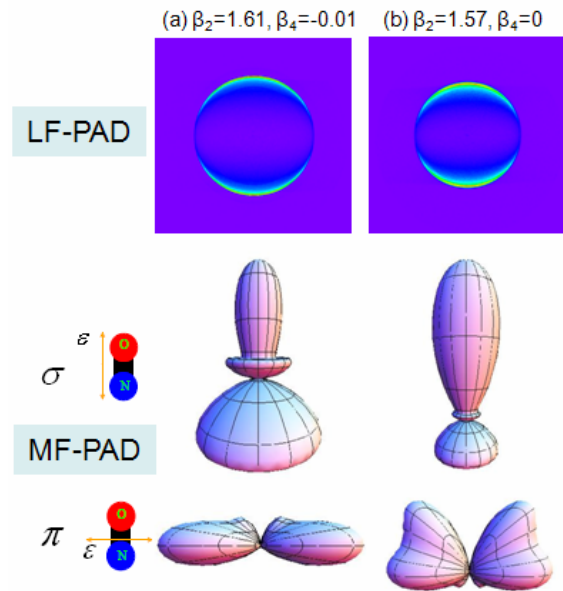 (a) β₂=1.61, β₄=-0.01
(b) β₂=1.57, β₄=0
LF-PAD
ε
O
N
σ
MF-PAD
π
O
ε
N